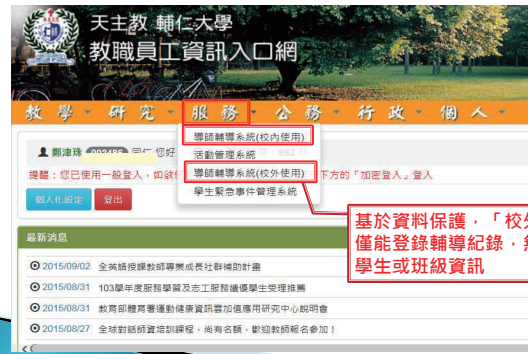 天主教 輔仁大學
教職員工資訊入口網
教 學 研 究 服 務 公 務 行 政 個 人
導師輔導系統(校內使用)
活動管理系統
導師輔導系統(校外使用)
學生緊急事件管理系統
鄭津珠 同仁 您好
提醒：您已使用一般登入，如欲 下方的「加密登入」登入
個人化設定 登出
基於資料保護，「校外
僅能登錄輔導紀錄，無
學生或班級資訊
最新消息
2015/09/02 全英語授課教師專業成長社群補助計畫
2015/08/31 103學年度服務學習及志工服務績優學生受理推薦
2015/08/31 教育部體育署運動健康資訊雲加值應用研究中心說明會
2015/08/27 全球對話師資培訓課程，尚有名額，歡迎教師報名參加！